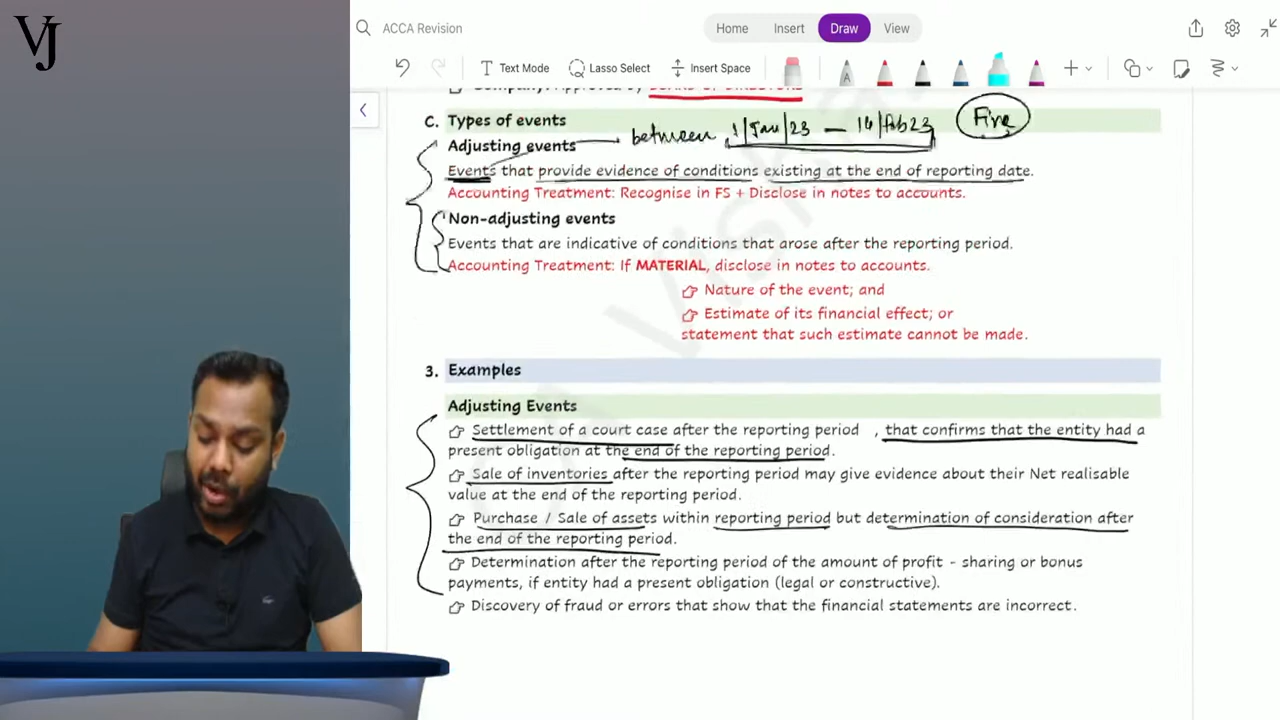 VJ
ACCA Revision
Home Insert Draw View
Text Mode Lasso Select Insert Space
Company: Approved by BOARD OF DIRECTORS
C. Types of events
between 1/Jan/23 — 16/Feb23 Fire
Adjusting events
Events that provide evidence of conditions existing at the end of reporting date.
Accounting Treatment: Recognise in FS + Disclose in notes to accounts.
Non-adjusting events
Events that are indicative of conditions that arose after the reporting period.
Accounting Treatment: If MATERIAL, disclose in notes to accounts.
Nature of the event; and
Estimate of its financial effect; or
statement that such estimate cannot be made.
3. Examples
Adjusting Events
Settlement of a court case after the reporting period , that confirms that the entity had a
present obligation at the end of the reporting period.
Sale of inventories after the reporting period may give evidence about their Net realisable
value at the end of the reporting period.
Purchase / Sale of assets within reporting period but determination of consideration after
the end of the reporting period.
Determination after the reporting period of the amount of profit - sharing or bonus
payments, if entity had a present obligation (legal or constructive).
Discovery of fraud or errors that show that the financial statements are incorrect.